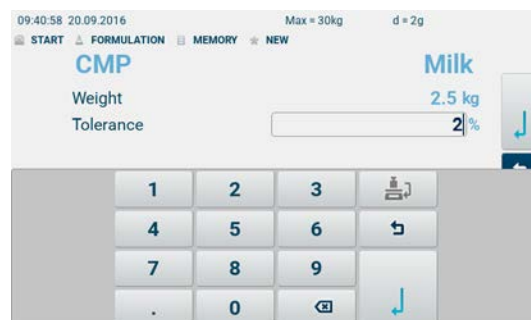 09:40:58 20.09.2016 Max = 30kg d = 2g
START FORMULATION MEMORY NEW
CMP Milk
Weight 2.5 kg
Tolerance 2 %
1 2 3
4 5 6
7 8 9
. 0